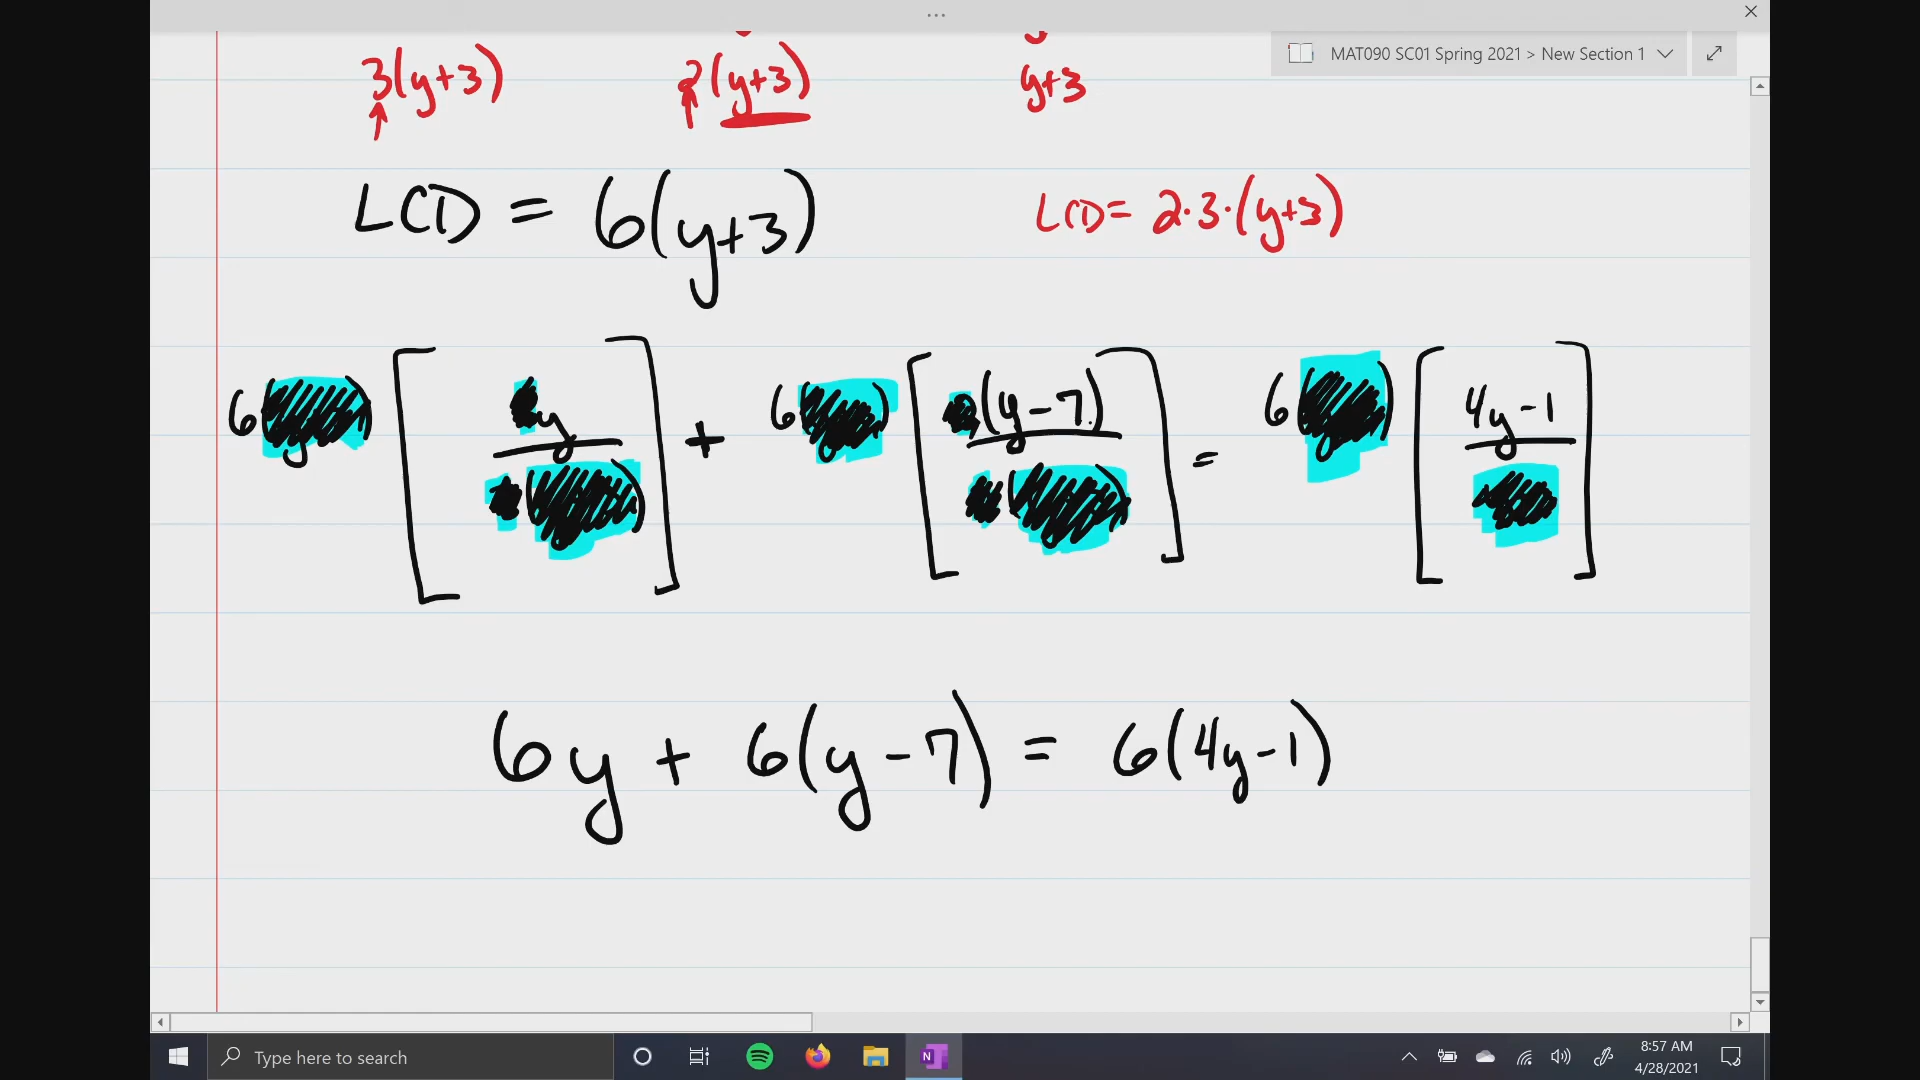 MAT090 SC01 Spring 2021 > New Section 1
3(y+3) 2(y+3) y+3
LCD = 6(y+3) LCD= 2·3·(y+3)
6 [ y ] + 6 [ (y-7) ] = 6 [ 4y-1 ]
6y + 6(y-7) = 6(4y-1)
Type here to search
8:57 AM
4/28/2021